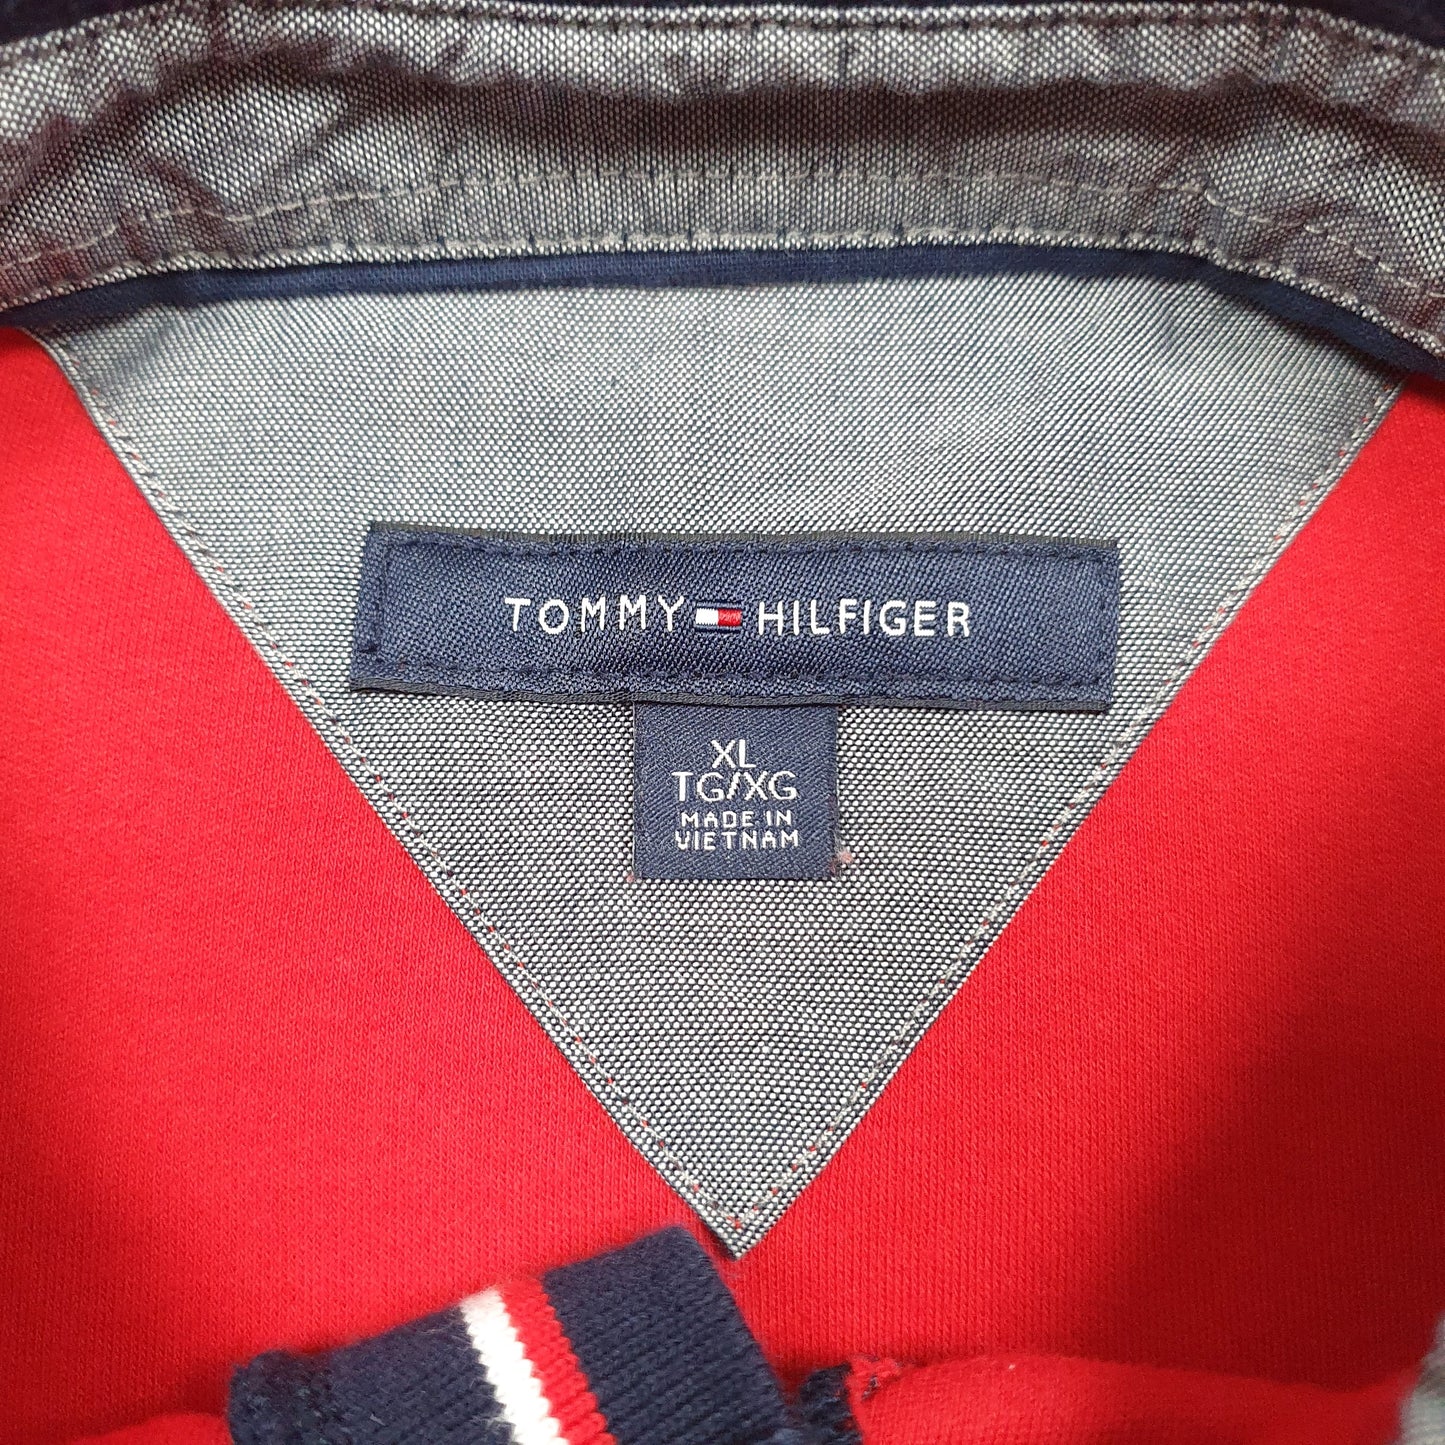 TOMMY HILFIGER
XL
TG/XG
MADE IN
VIETNAM